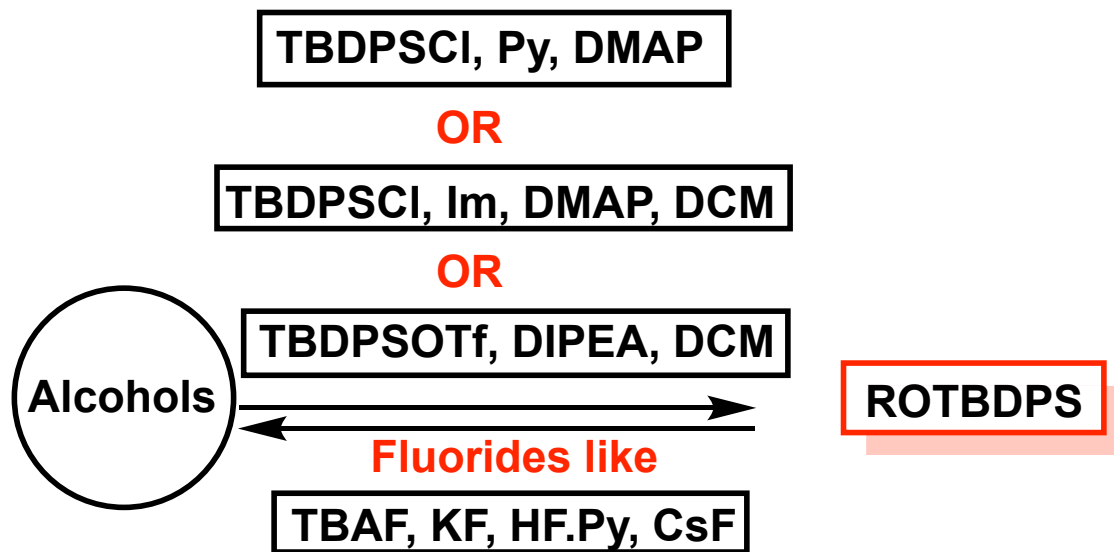 TBDPSCl, Py, DMAP
OR
TBDPSCl, Im, DMAP, DCM
OR
TBDPSOTf, DIPEA, DCM
Alcohols
ROTBDPS
Fluorides like
TBAF, KF, HF.Py, CsF